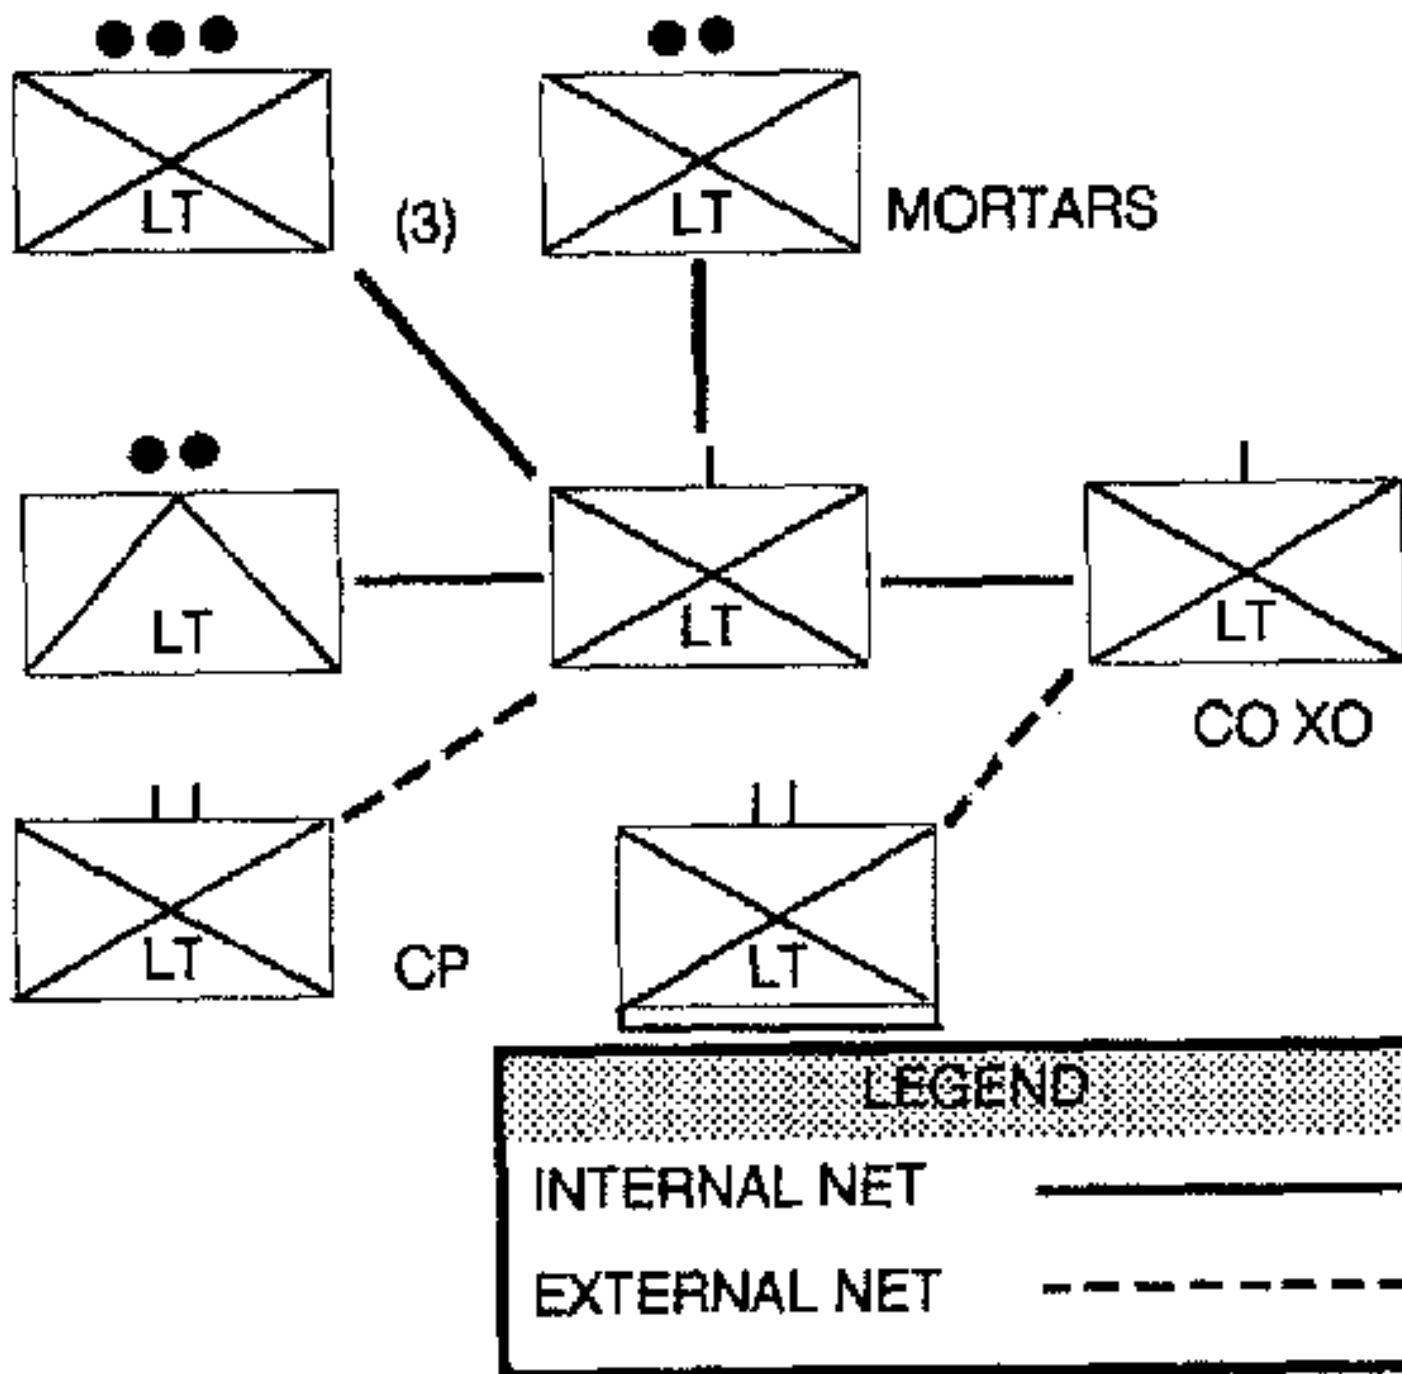 LT
(3)
LT
MORTARS
LT
LT
LT
CO XO
LT
CP
LT
LEGEND
INTERNAL NET
EXTERNAL NET